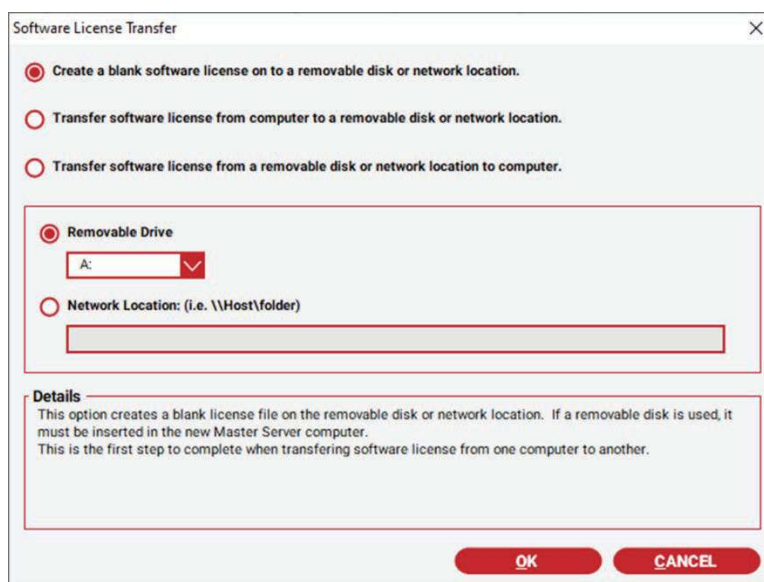 Software License Transfer
Create a blank software license on to a removable disk or network location.
Transfer software license from computer to a removable disk or network location.
Transfer software license from a removable disk or network location to computer.
Removable Drive
A:
Network Location: (i.e. \\Host\folder)
Details
This option creates a blank license file on the removable disk or network location. If a removable disk is used, it
must be inserted in the new Master Server computer.
This is the first step to complete when transfering software license from one computer to another.
OK CANCEL